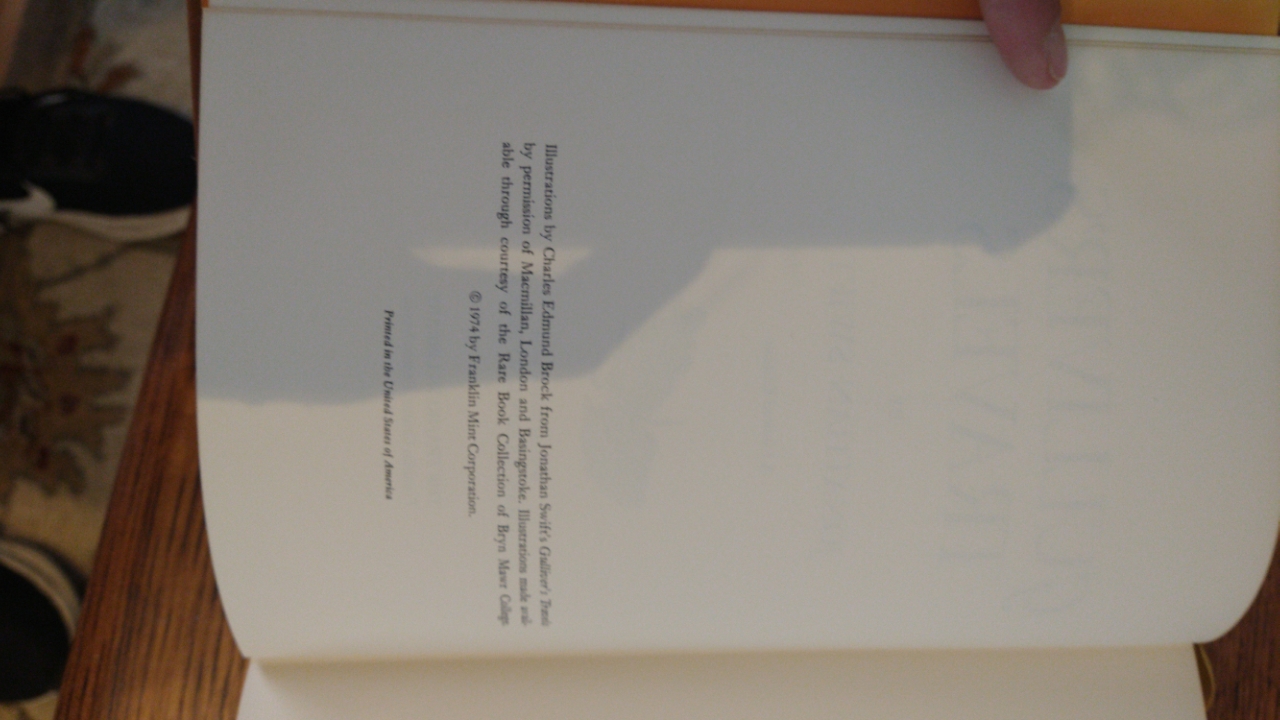 Illustrations by Charles Edmund Brock from Jonathan Swift's Gulliver's Travels
by permission of Macmillan, London and Basingstoke. Illustrations made avail-
able through courtesy of the Rare Book Collection of Bryn Mawr College.
© 1974 by Franklin Mint Corporation.
Printed in the United States of America